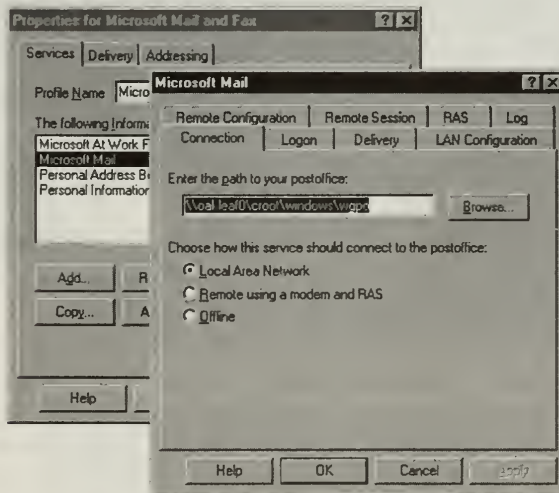 Properties for Microsoft Mail and Fax
Services
Delivery
Addressing
Profile Name
Micro
The following Informa
Microsoft At Work F
Microsoft Mail
Personal Address B
Personal Information
Add...
R
Copy...
A
Help
Microsoft Mail
Remote Configuration
Remote Session
RAS
Log
Connection
Logon
Delivery
LAN Configuration
Enter the path to your postoffice:
\\oal-leaf0\croot\windows\wgpo
Browse...
Choose how this service should connect to the postoffice:
Local Area Network
Remote using a modem and RAS
Offline
Help
OK
Cancel
Apply